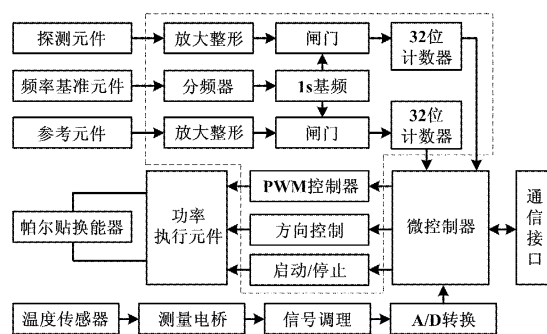 探测元件
放大整形
闸门
32位
计数器
频率基准元件
分频器
1s基频
参考元件
放大整形
闸门
32位
计数器
帕尔贴换能器
功率
执行元件
PWM控制器
方向控制
启动/停止
微控制器
通信接口
温度传感器
测量电桥
信号调理
A/D转换